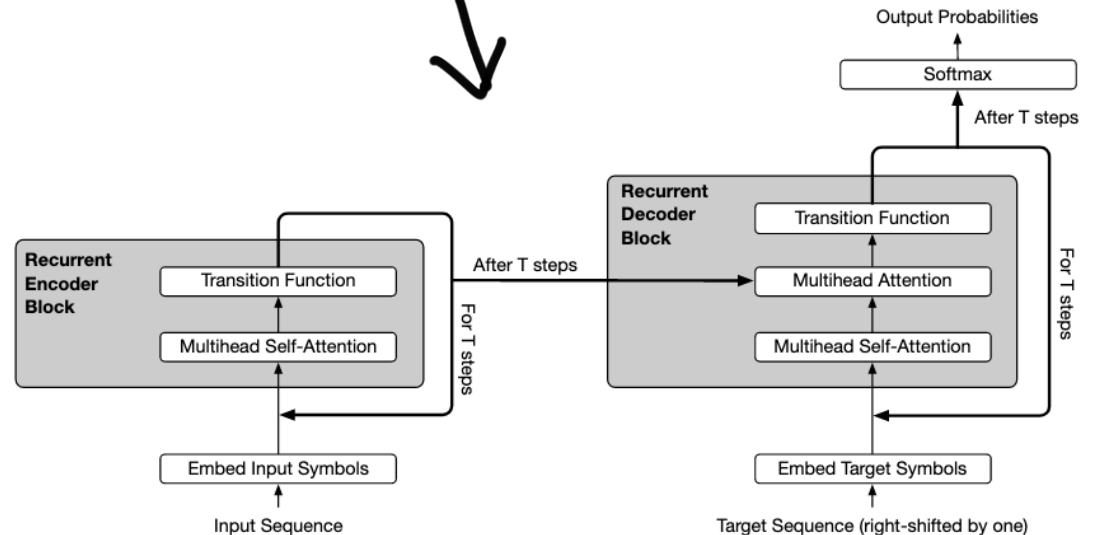 Output Probabilities
Softmax
After T steps
Recurrent
Decoder
Block
Transition Function
Multihead Attention
Multihead Self-Attention
For T steps
After T steps
Recurrent
Encoder
Block
Transition Function
Multihead Self-Attention
For T steps
Embed Input Symbols
Embed Target Symbols
Input Sequence
Target Sequence (right-shifted by one)